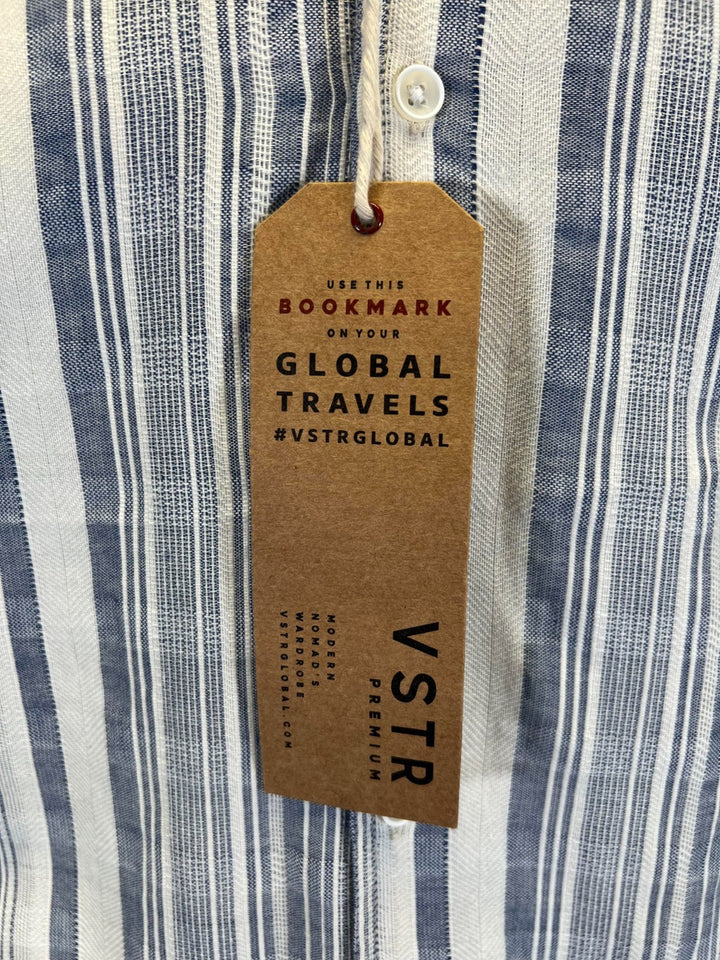 USE THIS
BOOKMARK
ON YOUR
GLOBAL
TRAVELS
#VSTRGLOBAL
VSTR
PREMIUM
MODERN
NOMAD'S
WARDROBE
VSTRGLOBAL.COM